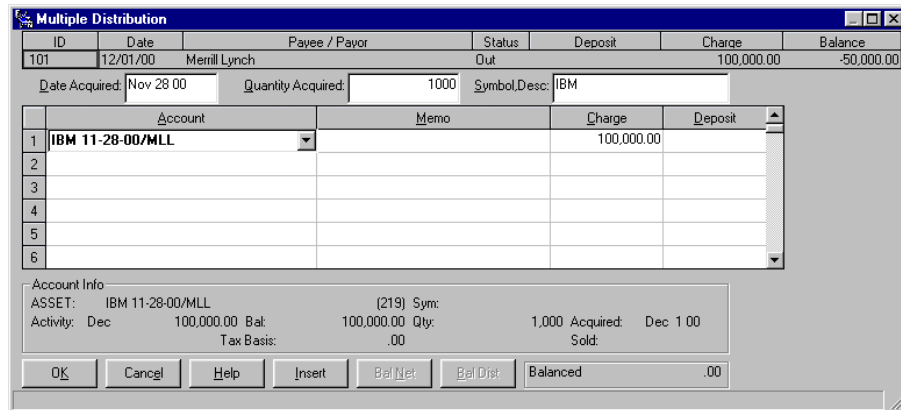 Multiple Distribution
ID Date Payee / Payor Status Deposit Charge Balance
101 12/01/00 Merrill Lynch Out 100,000.00 -50,000.00
Date Acquired: Nov 28 00 Quantity Acquired: 1000 Symbol,Desc: IBM
Account Memo Charge Deposit
1 IBM 11-28-00/MLL 100,000.00
2
3
4
5
6
Account Info
ASSET: IBM 11-28-00/MLL (219) Sym:
Activity: Dec 100,000.00 Bal: 100,000.00 Qty: 1,000 Acquired: Dec 1 00
Tax Basis: .00 Sold:
OK Cancel Help Insert Bal Net Bal Dist Balanced .00